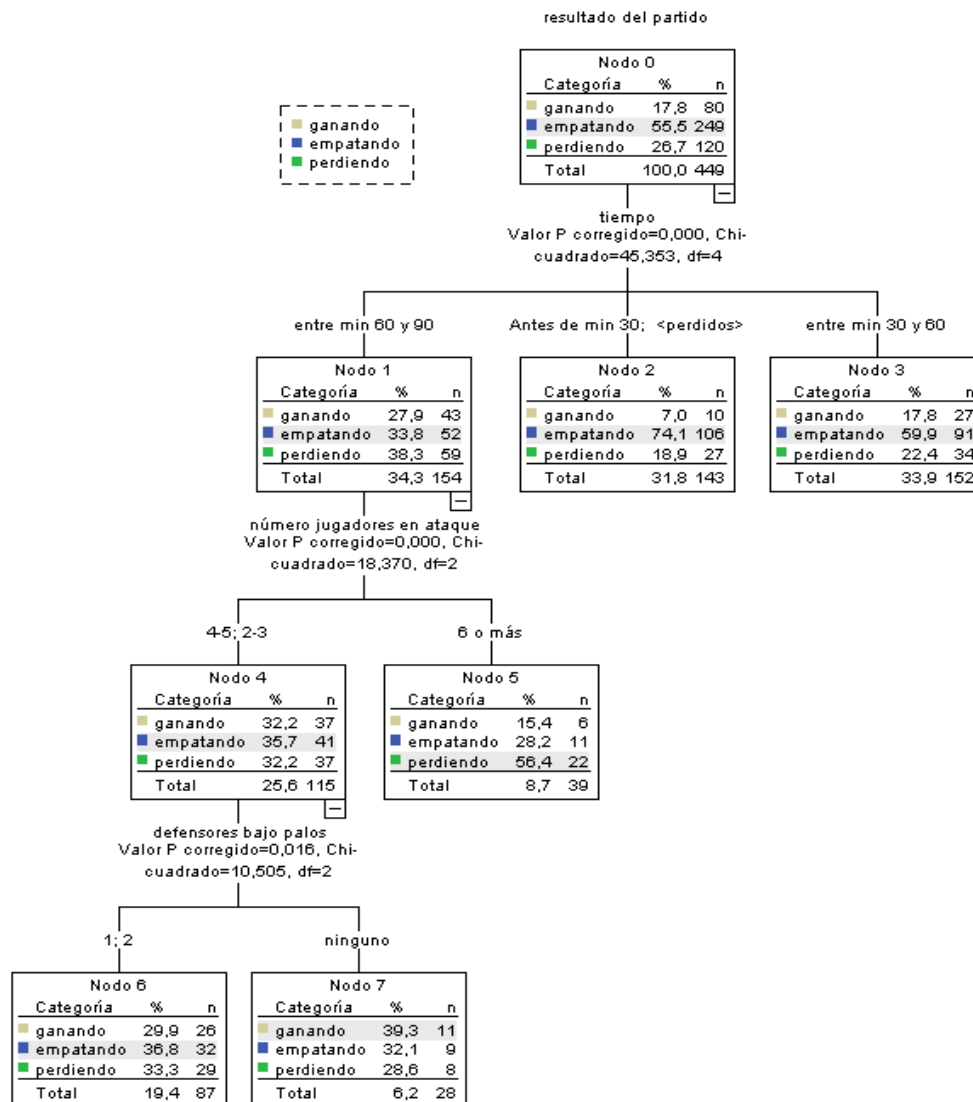 resultado del partido
Nodo 0
Categoría % n
ganando 17,8 80
empatando 55,5 249
perdiendo 26,7 120
Total 100,0 449
ganando
empatando
perdiendo
tiempo
Valor P corregido=0,000, Chi-
cuadrado=45,353, df=4
entre min 60 y 90
Antes de min 30; <perdidos>
entre min 30 y 60
Nodo 1
Categoría % n
ganando 27,9 43
empatando 33,8 52
perdiendo 38,3 59
Total 34,3 154
Nodo 2
Categoría % n
ganando 7,0 10
empatando 74,1 106
perdiendo 18,9 27
Total 31,8 143
Nodo 3
Categoría % n
ganando 17,8 27
empatando 59,9 91
perdiendo 22,4 34
Total 33,9 152
número jugadores en ataque
Valor P corregido=0,000, Chi-
cuadrado=18,370, df=2
4-5; 2-3
6 o más
Nodo 4
Categoría % n
ganando 32,2 37
empatando 35,7 41
perdiendo 32,2 37
Total 25,6 115
Nodo 5
Categoría % n
ganando 15,4 6
empatando 28,2 11
perdiendo 56,4 22
Total 8,7 39
defensores bajo palos
Valor P corregido=0,016, Chi-
cuadrado=10,505, df=2
1; 2
ninguno
Nodo 6
Categoría % n
ganando 29,9 26
empatando 36,8 32
perdiendo 33,3 29
Total 19,4 87
Nodo 7
Categoría % n
ganando 39,3 11
empatando 32,1 9
perdiendo 28,6 8
Total 6,2 28